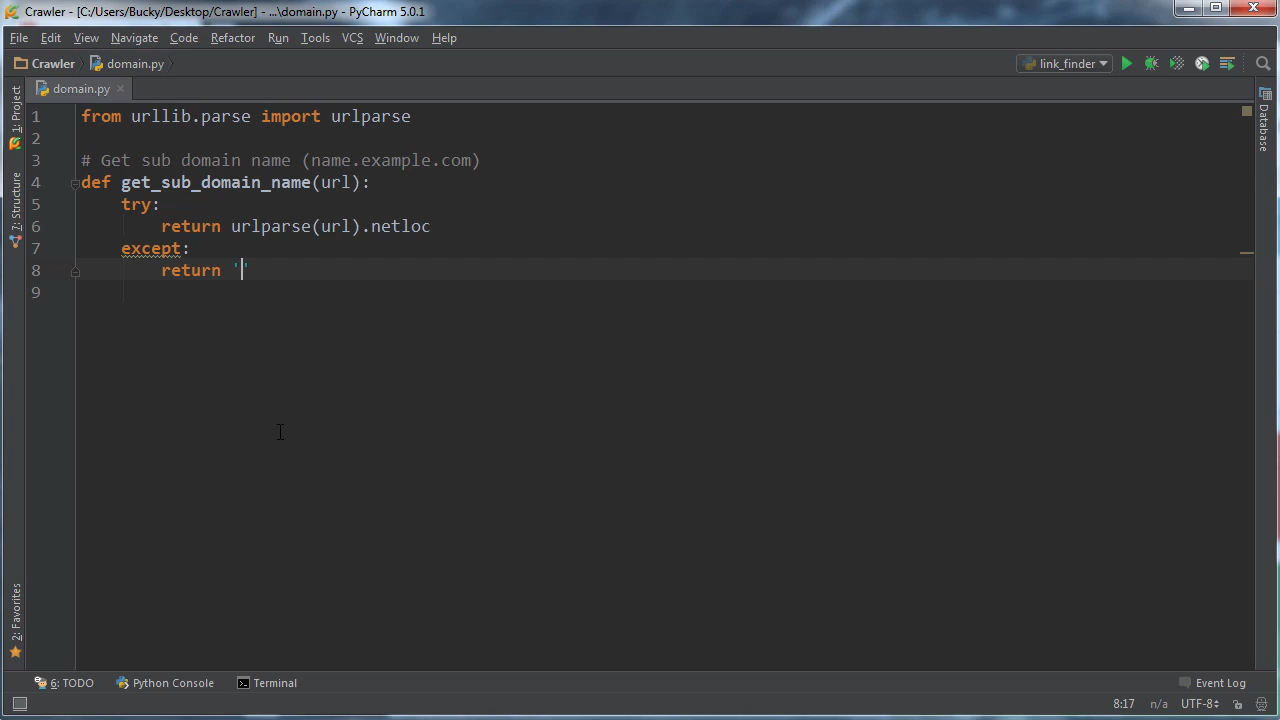 Crawler - [C:/Users/Bucky/Desktop/Crawler] - ...\domain.py - PyCharm 5.0.1
File Edit View Navigate Code Refactor Run Tools VCS Window Help
Crawler domain.py link_finder
1: Project
7: Structure
2: Favorites
domain.py
1 from urllib.parse import urlparse
2
3 # Get sub domain name (name.example.com)
4 def get_sub_domain_name(url):
5 try:
6 return urlparse(url).netloc
7 except:
8 return ''
9
Database
6: TODO Python Console Terminal Event Log
8:17 n/a UTF-8